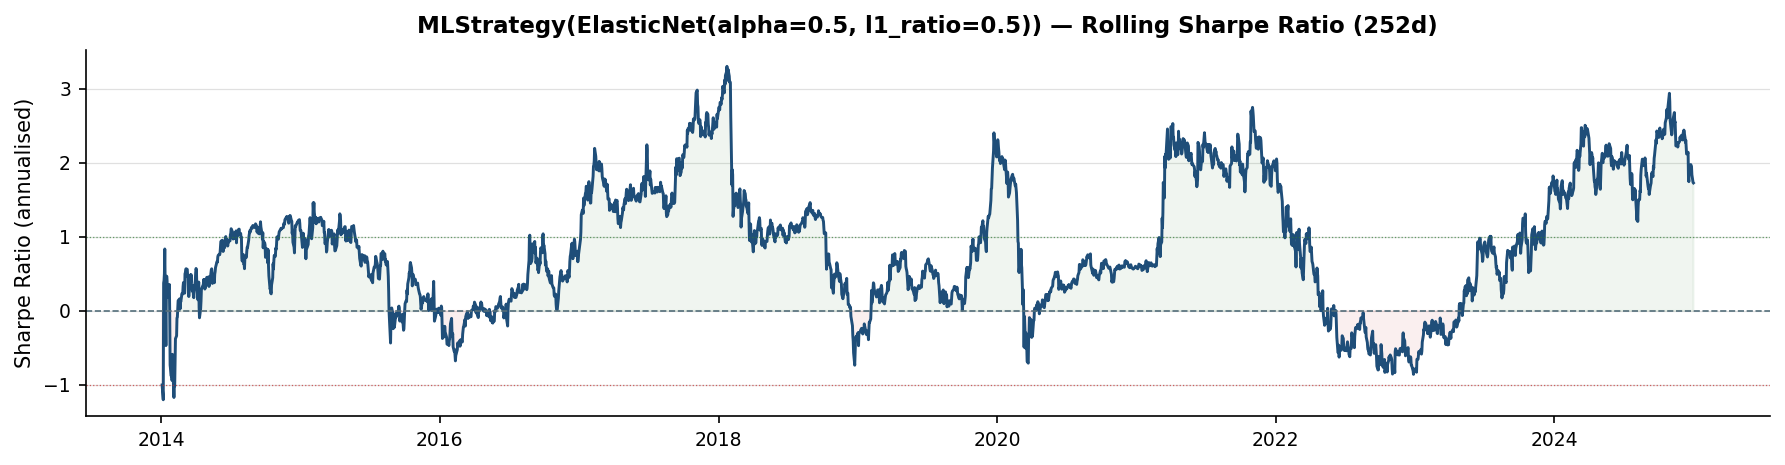 MLStrategy(ElasticNet(alpha=0.5, l1_ratio=0.5)) — Rolling Sharpe Ratio (252d)
Sharpe Ratio (annualised)
3
2
1
0
−1
2014 2016 2018 2020 2022 2024